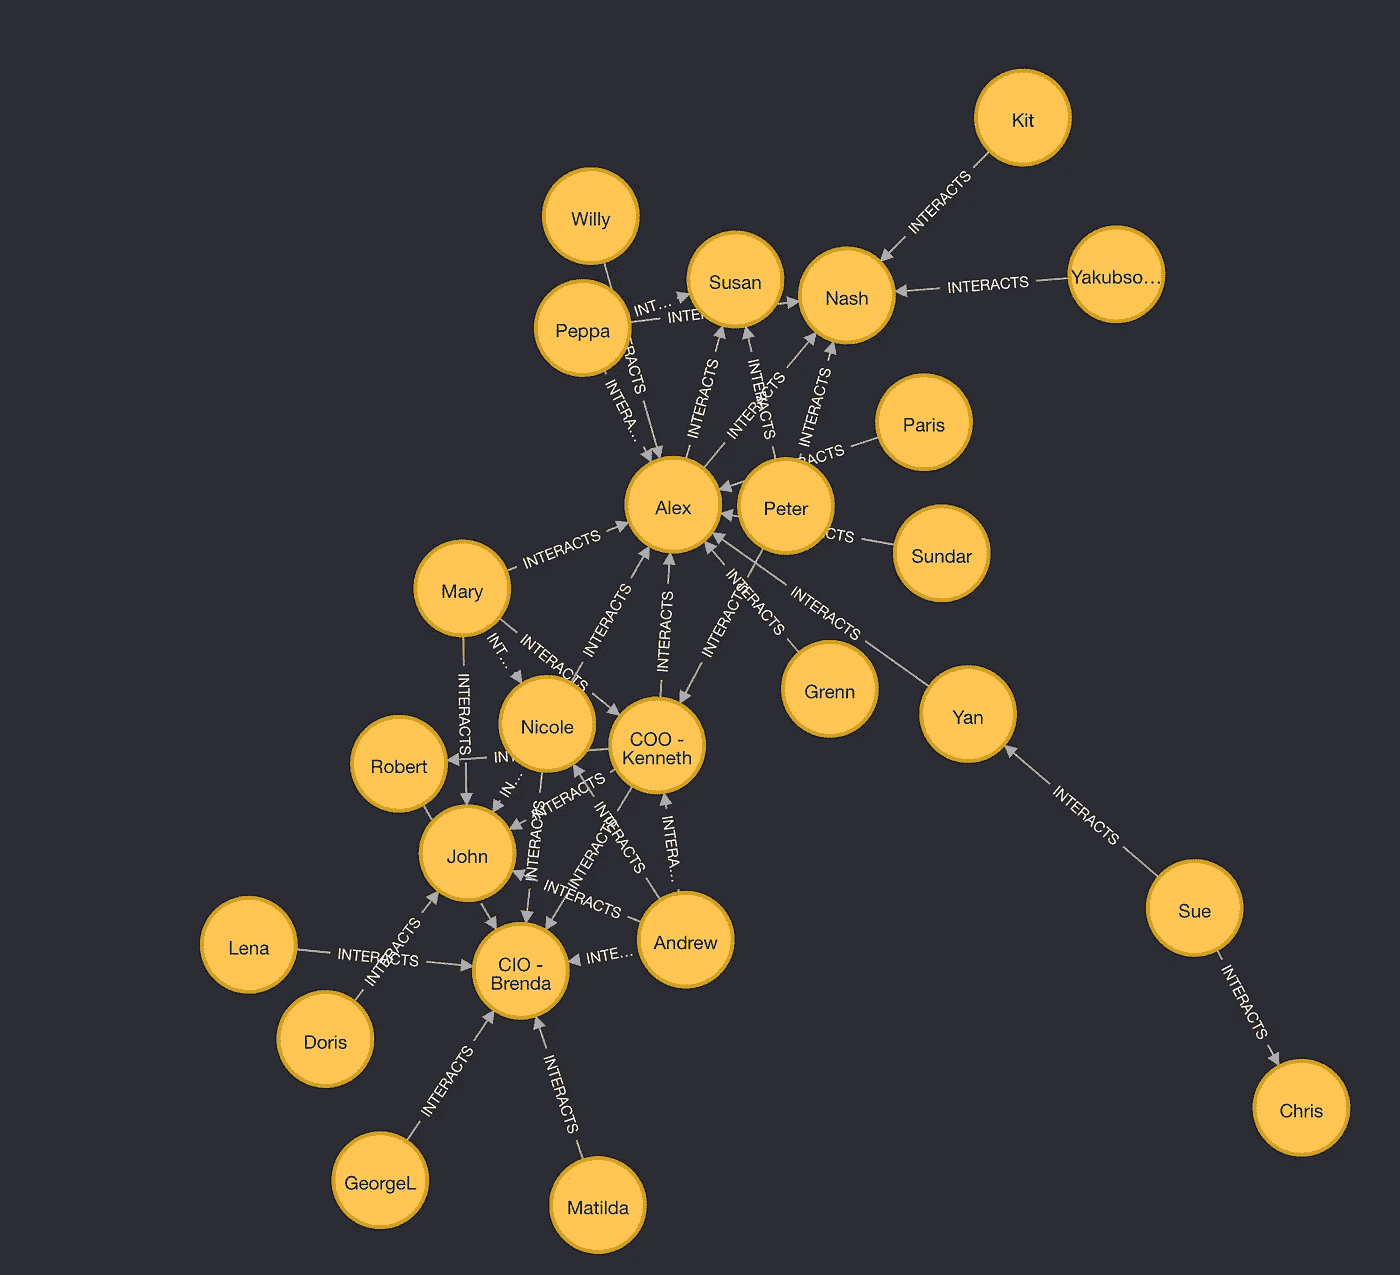 Kit
INTERACTS
Willy
Susan
Nash
INTERACTS
Yakubso...
INT...
INTE
Peppa
RACTS
INTERA...
INTERACTS
INTERACTS
INTERACTS
INTERACTS
Paris
ACTS
Alex
Peter
CTS
Sundar
INTERACTS
Mary
INTERACTS
INTERACTS
INTERACTS
INTERACTS
INTERACTS
INT...
INTERACTS
Grenn
Yan
INTERACTS
Nicole
COO -
Kenneth
Robert
IN
IN...
INTERACTS
INTERACTS
John
INTERACTS
INTERACTS
INTERACTS
INTERA...
INTERACTS
INTERACTS
Sue
Lena
INTERACTS
INTERACTS
CIO -
Brenda
INTE...
Andrew
INTERACTS
Doris
INTERACTS
INTERACTS
Chris
GeorgeL
Matilda